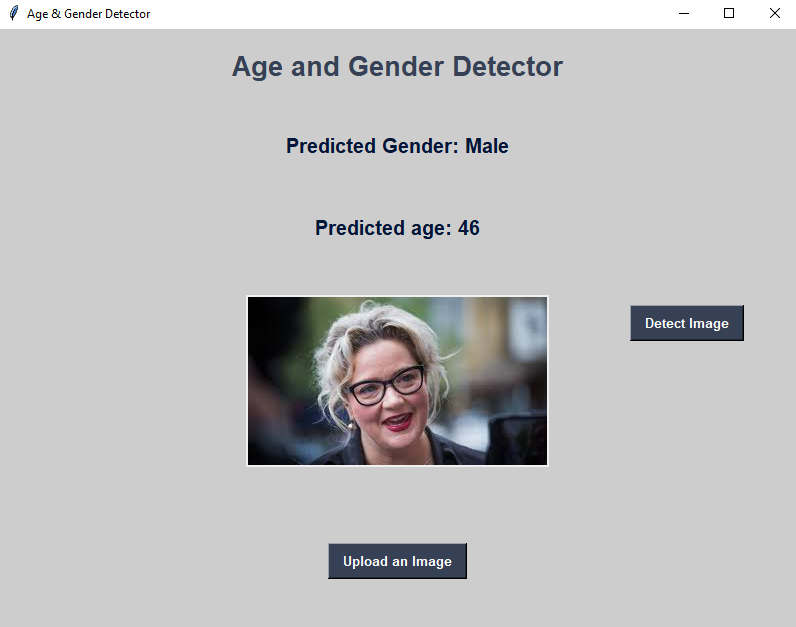 Age & Gender Detector
Age and Gender Detector
Predicted Gender: Male
Predicted age: 46
Detect Image
Upload an Image